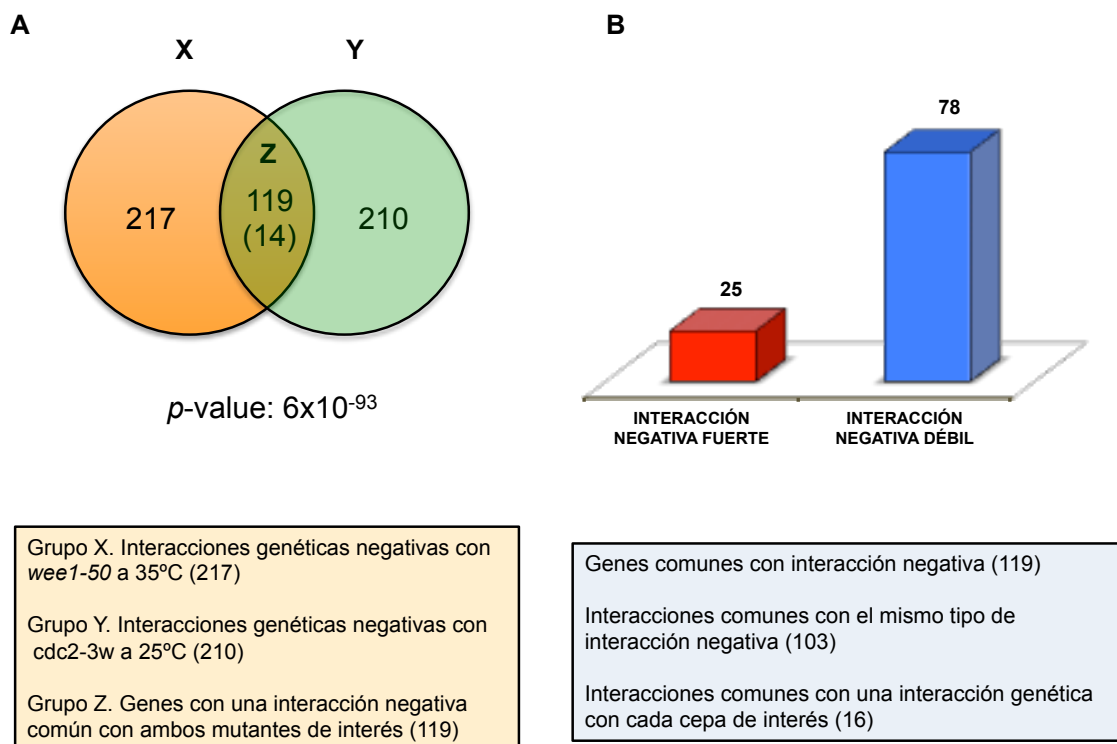 A
X
Y
Z
217
119
(14)
210
p-value: 6x10-93
B
78
25
INTERACCIÓN
NEGATIVA FUERTE
INTERACCIÓN
NEGATIVA DÉBIL
Grupo X. Interacciones genéticas negativas con
wee1-50 a 35ºC (217)
Grupo Y. Interacciones genéticas negativas con
cdc2-3w a 25ºC (210)
Grupo Z. Genes con una interacción negativa
común con ambos mutantes de interés (119)
Genes comunes con interacción negativa (119)
Interacciones comunes con el mismo tipo de
interacción negativa (103)
Interacciones comunes con una interacción genética
con cada cepa de interés (16)